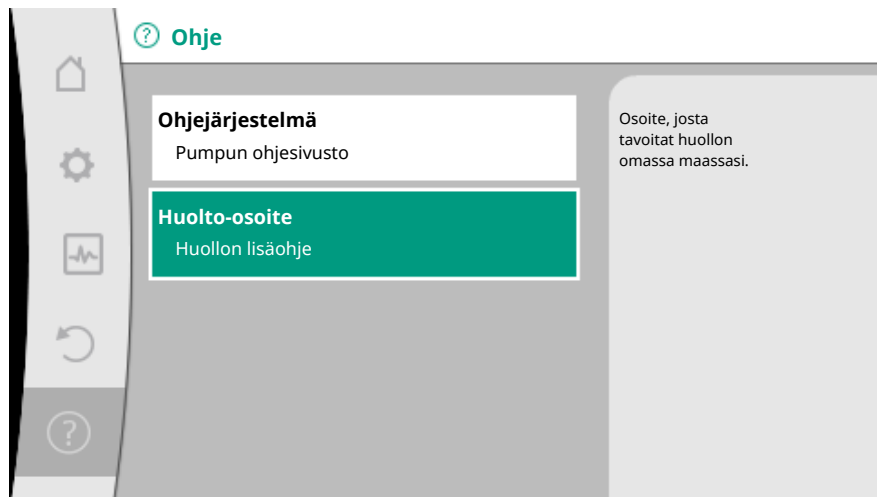 Ohje
Ohjejärjestelmä
Pumpun ohjesivusto
Huolto-osoite
Huollon lisäohje
Osoite, josta
tavoitat huollon
omassa maassasi.